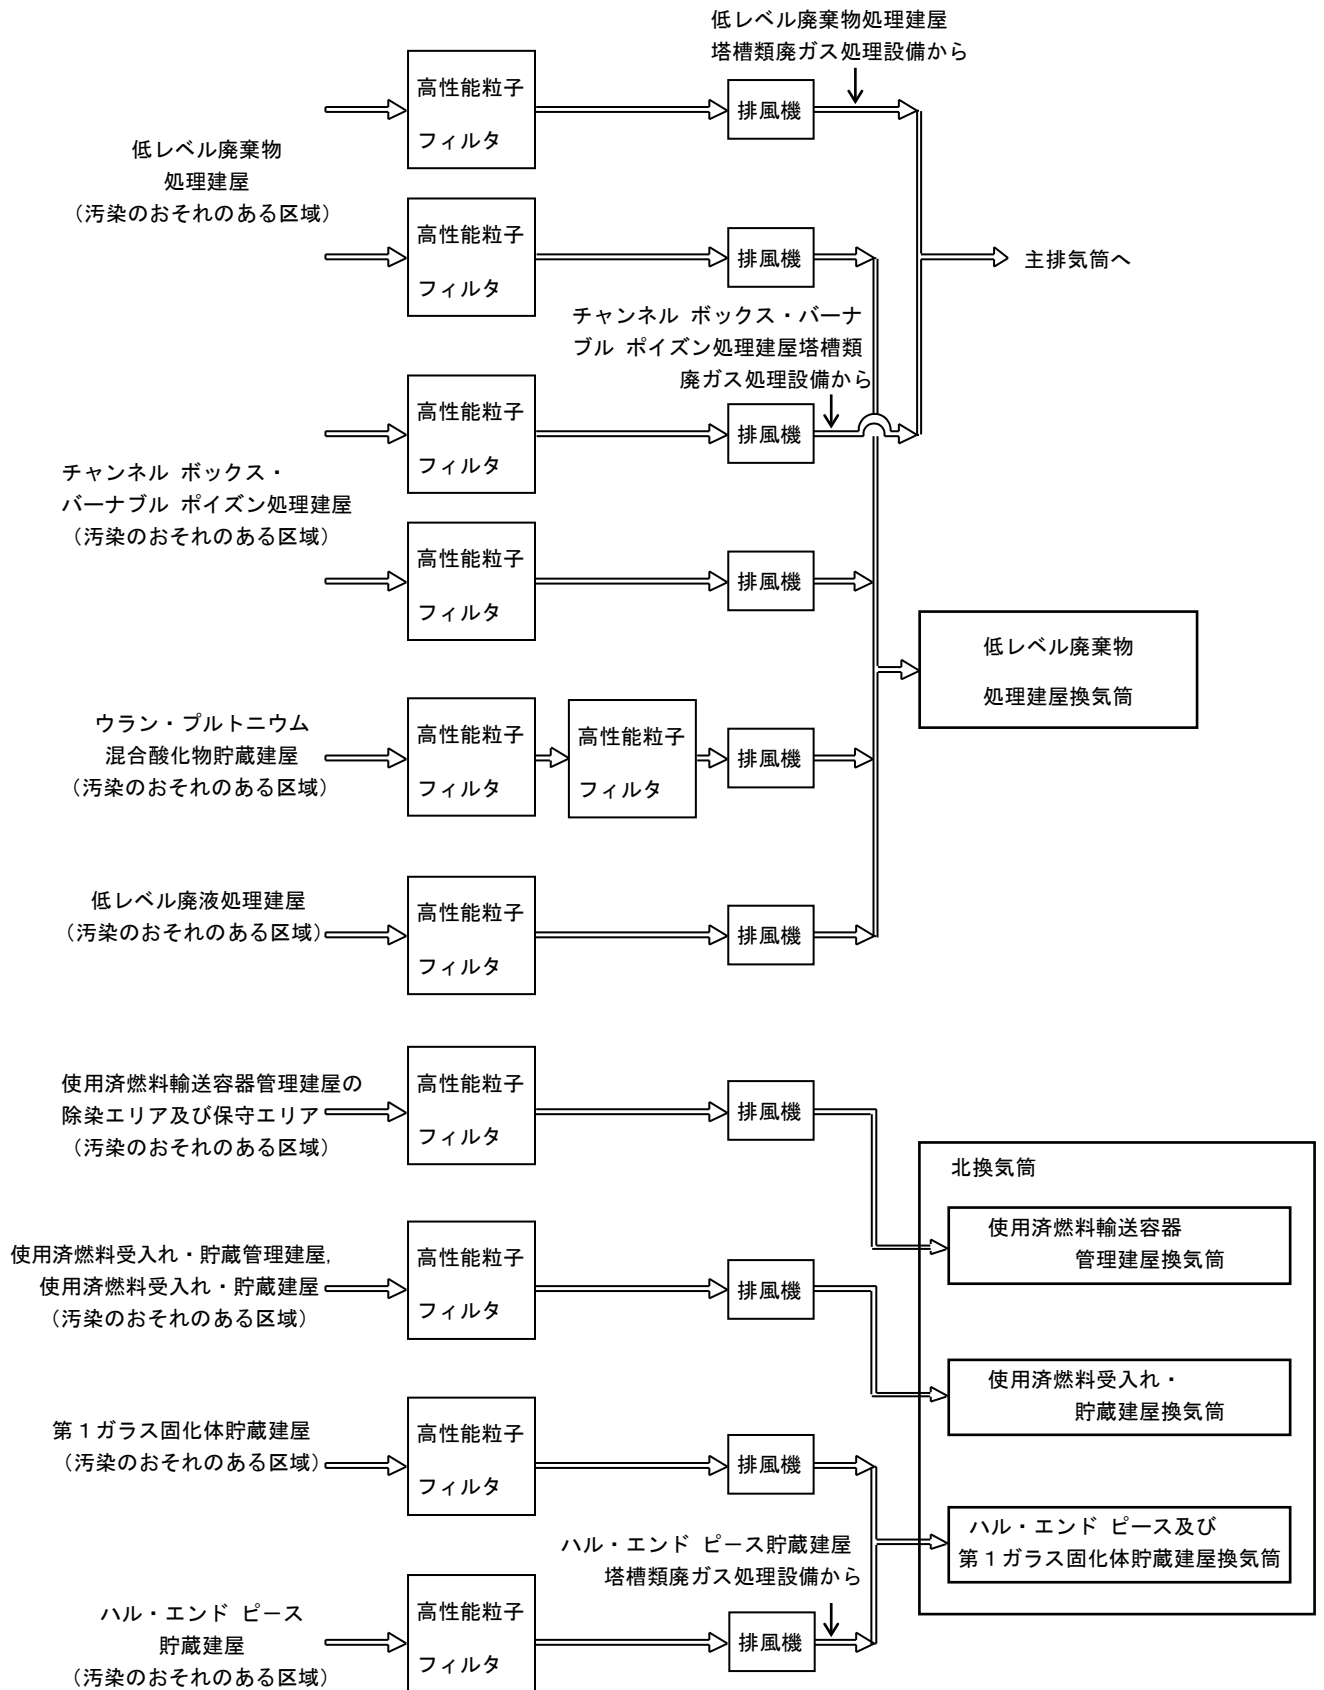 低レベル廃棄物処理建屋
塔槽類廃ガス処理設備から
高性能粒子
フィルタ
排風機
低レベル廃棄物
処理建屋
（汚染のおそれのある区域）
高性能粒子
フィルタ
排風機
主排気筒へ
チャンネル ボックス・バーナ
ブル ポイズン処理建屋塔槽類
廃ガス処理設備から
高性能粒子
フィルタ
排風機
チャンネル ボックス・
バーナブル ポイズン処理建屋
（汚染のおそれのある区域）
高性能粒子
フィルタ
排風機
低レベル廃棄物
処理建屋換気筒
ウラン・プルトニウム
混合酸化物貯蔵建屋
（汚染のおそれのある区域）
高性能粒子
フィルタ
高性能粒子
フィルタ
排風機
低レベル廃液処理建屋
（汚染のおそれのある区域）
高性能粒子
フィルタ
排風機
使用済燃料輸送容器管理建屋の
除染エリア及び保守エリア
（汚染のおそれのある区域）
高性能粒子
フィルタ
排風機
北換気筒
使用済燃料輸送容器
管理建屋換気筒
使用済燃料受入れ・貯蔵管理建屋,
使用済燃料受入れ・貯蔵建屋
（汚染のおそれのある区域）
高性能粒子
フィルタ
排風機
使用済燃料受入れ・
貯蔵建屋換気筒
第１ガラス固化体貯蔵建屋
（汚染のおそれのある区域）
高性能粒子
フィルタ
排風機
ハル・エンド ピース及び
第１ガラス固化体貯蔵建屋換気筒
ハル・エンド ピース貯蔵建屋
塔槽類廃ガス処理設備から
ハル・エンド ピース
貯蔵建屋
（汚染のおそれのある区域）
高性能粒子
フィルタ
排風機